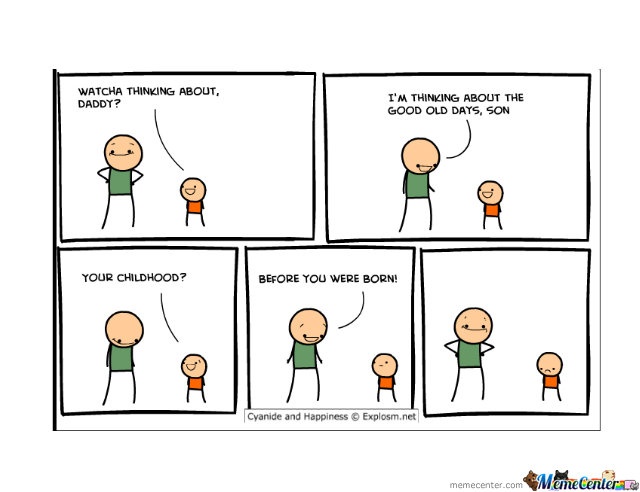 WATCHA THINKING ABOUT,
DADDY?
I'M THINKING ABOUT THE
GOOD OLD DAYS, SON
YOUR CHILDHOOD?
BEFORE YOU WERE BORN!
Cyanide and Happiness © Explosm.net
memecenter.com
MemeCenter